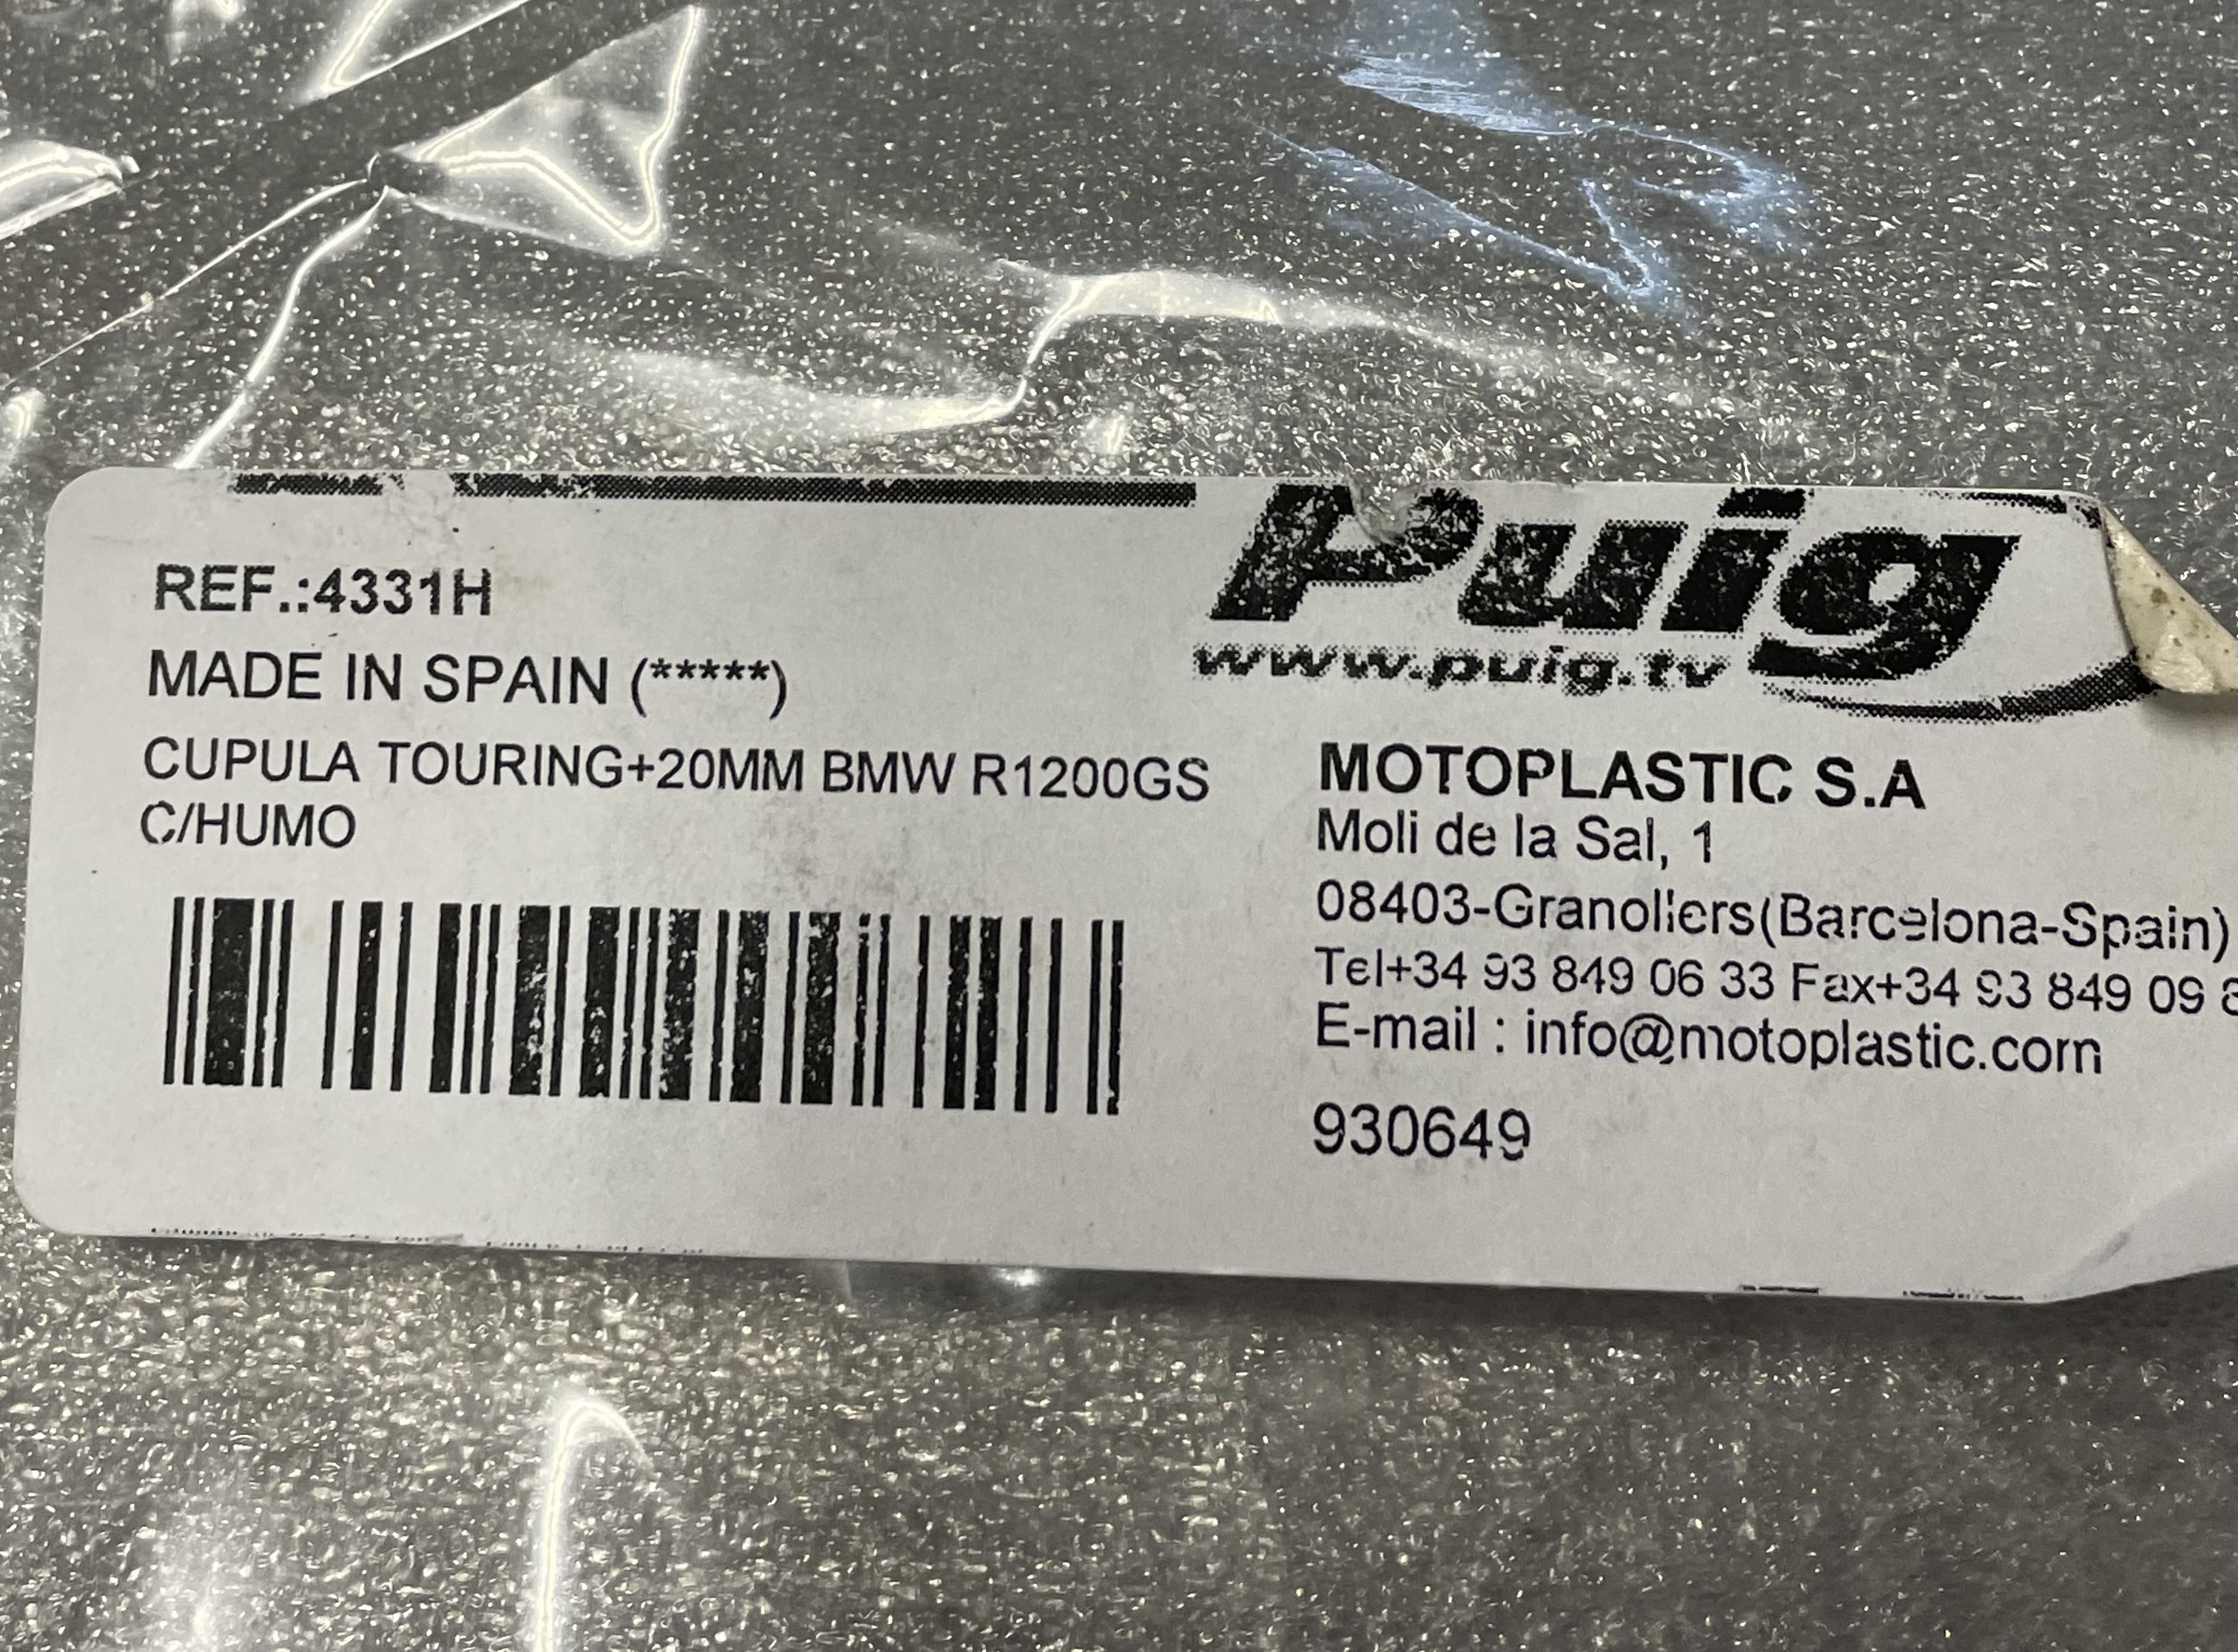 Puig
www.puig.tv
REF.:4331H
MADE IN SPAIN (*****)
CUPULA TOURING+20MM BMW R1200GS
C/HUMO
MOTOPLASTIC S.A
Moli de la Sal, 1
08403-Granollers(Barcelona-Spain)
Tel+34 93 849 06 33 Fax+34 93 849 09
E-mail : info@motoplastic.com
930649